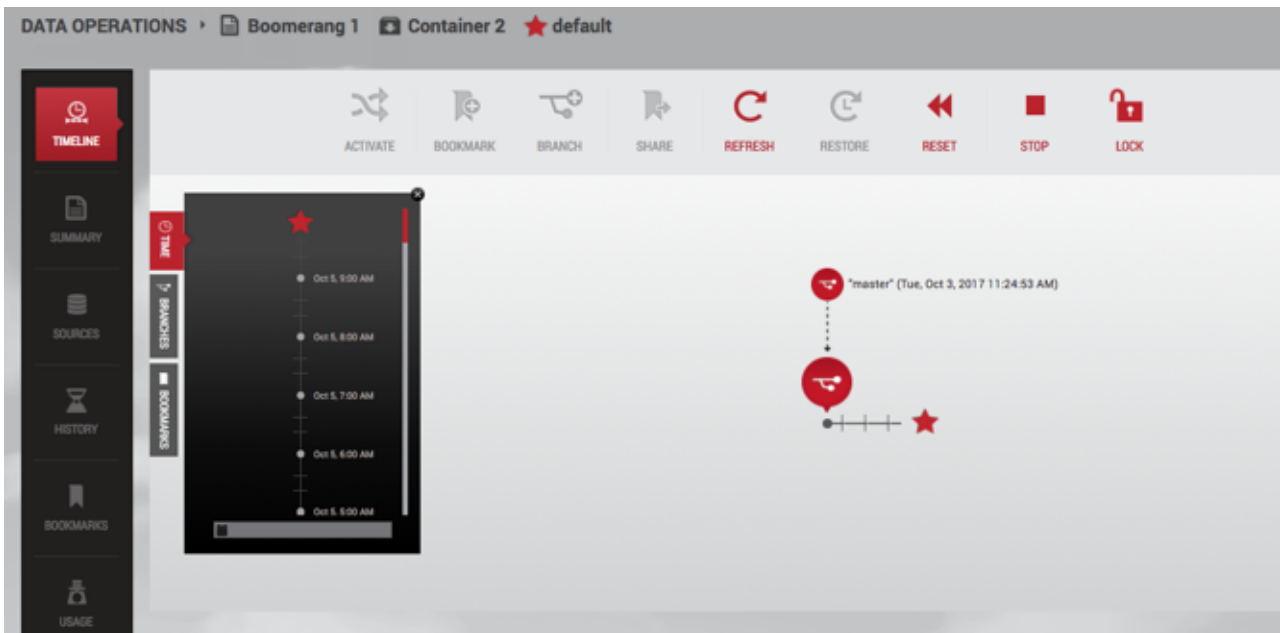 DATA OPERATIONS › Boomerang 1 Container 2 default
TIMELINE
SUMMARY
SOURCES
HISTORY
BOOKMARKS
USAGE
ACTIVATE BOOKMARK BRANCH SHARE REFRESH RESTORE RESET STOP LOCK
TIME
BRANCHES
BOOKMARKS
Oct 5, 9:00 AM
Oct 5, 8:00 AM
Oct 5, 7:00 AM
Oct 5, 6:00 AM
Oct 5, 5:00 AM
"master" (Tue, Oct 3, 2017 11:24:53 AM)